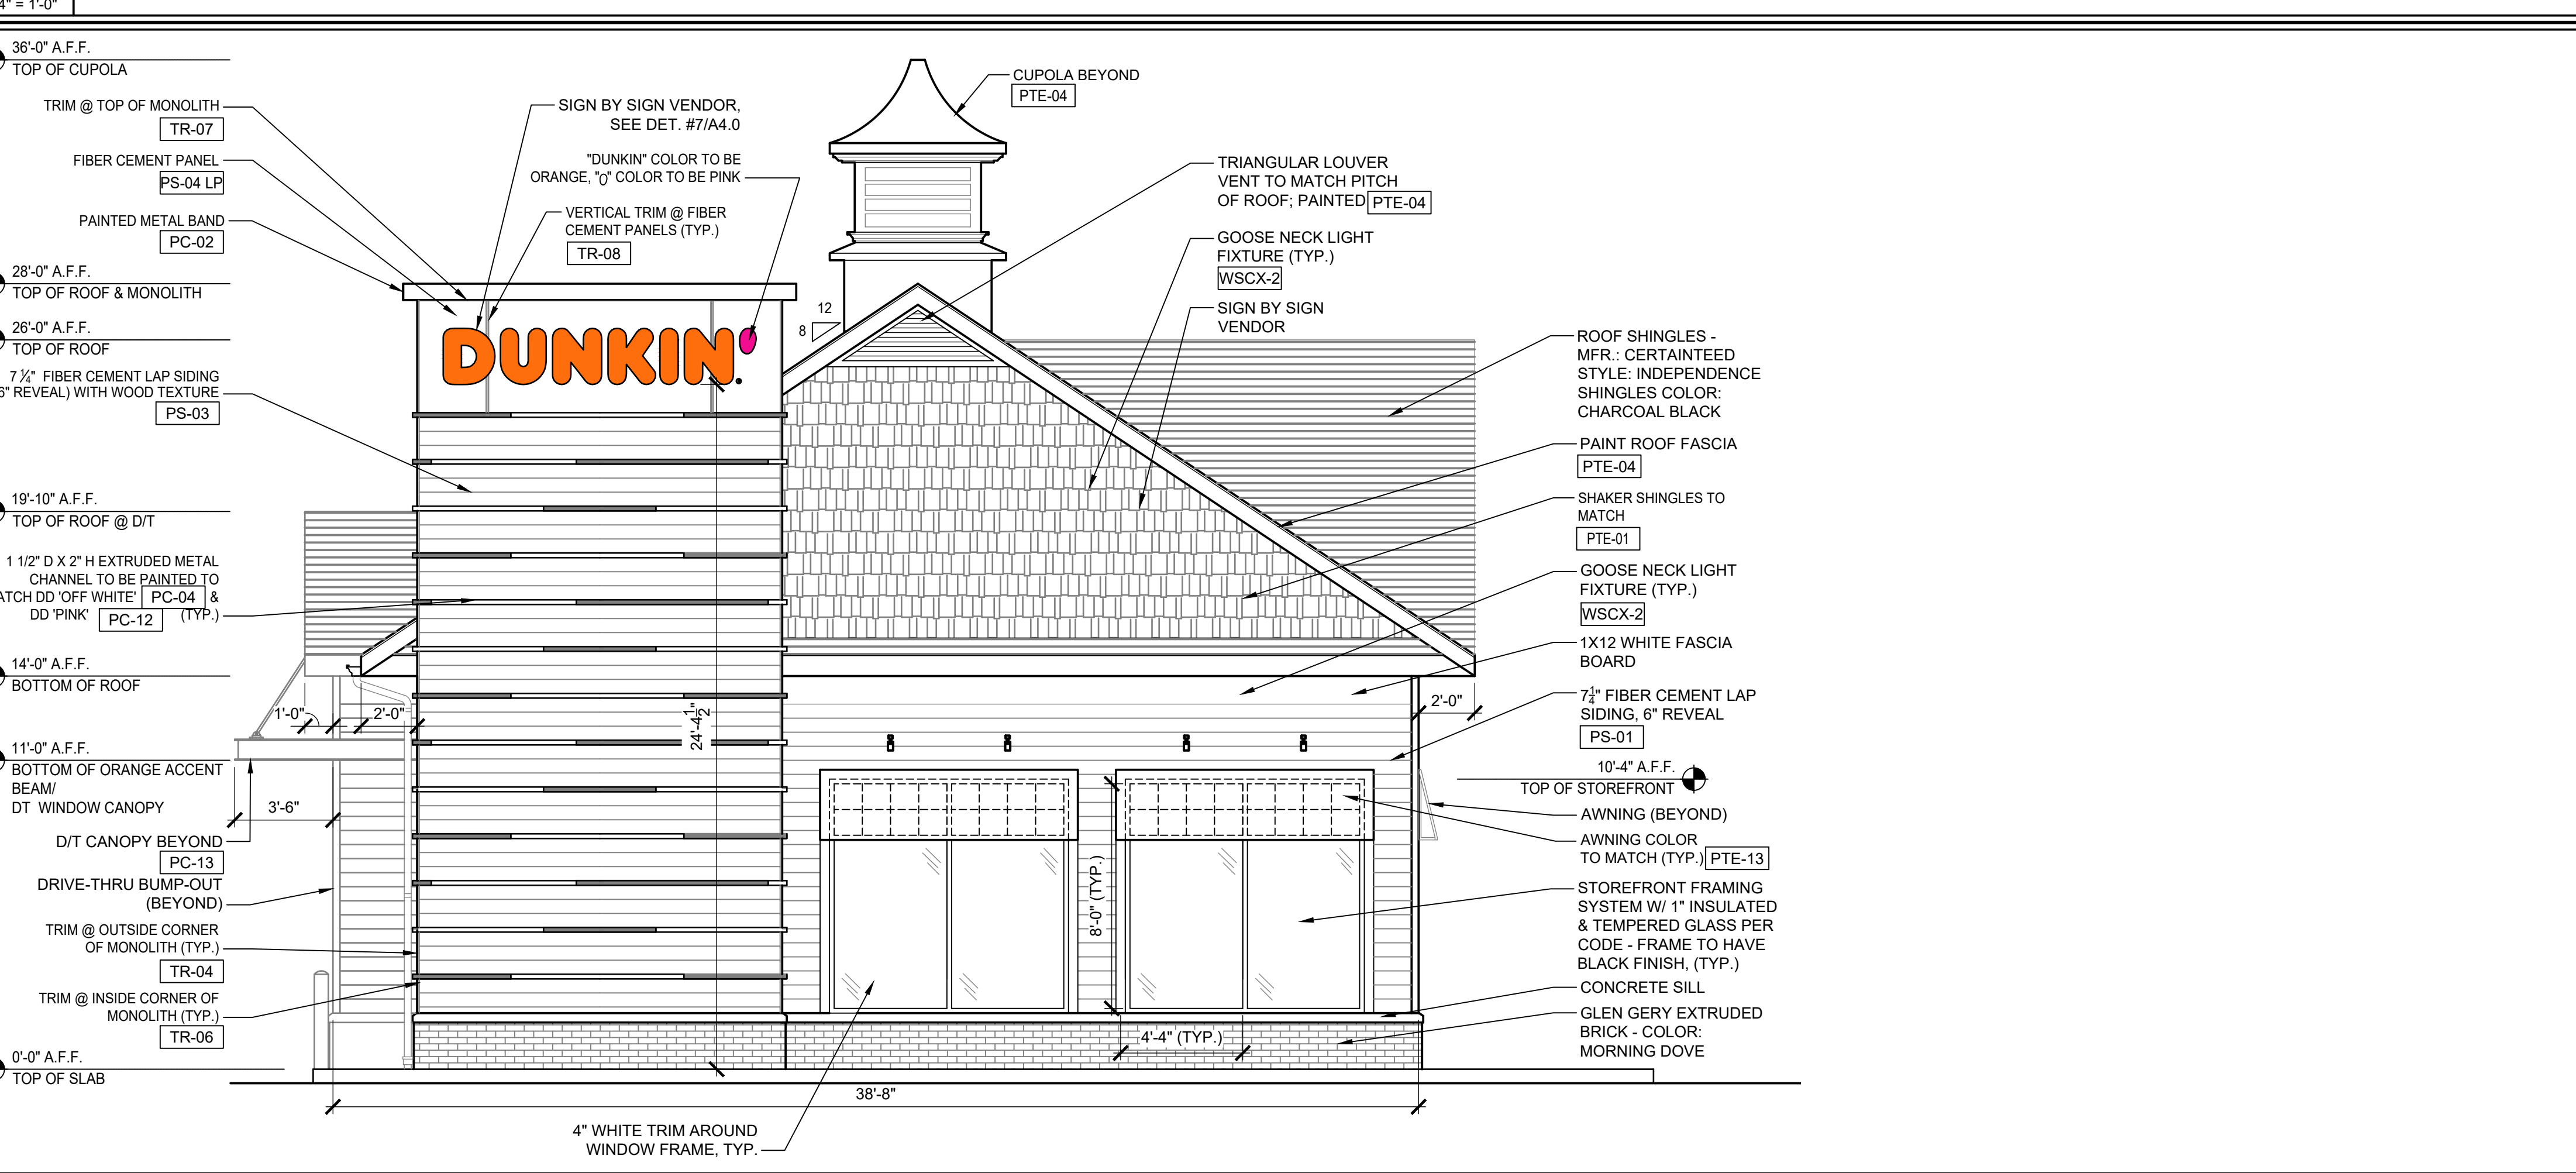 4" = 1'-0"
36'-0" A.F.F.
TOP OF CUPOLA
TRIM @ TOP OF MONOLITH
TR-07
FIBER CEMENT PANEL
PS-04 LP
PAINTED METAL BAND
PC-02
28'-0" A.F.F.
TOP OF ROOF & MONOLITH
26'-0" A.F.F.
TOP OF ROOF
7 1/4" FIBER CEMENT LAP SIDING
6" REVEAL) WITH WOOD TEXTURE
PS-03
19'-10" A.F.F.
TOP OF ROOF @ D/T
1 1/2" D X 2" H EXTRUDED METAL
CHANNEL TO BE PAINTED TO
ATCH DD 'OFF WHITE' PC-04 &
DD 'PINK' PC-12 (TYP.)
14'-0" A.F.F.
BOTTOM OF ROOF
11'-0" A.F.F.
BOTTOM OF ORANGE ACCENT
BEAM/
DT WINDOW CANOPY
D/T CANOPY BEYOND
PC-13
DRIVE-THRU BUMP-OUT
(BEYOND)
TRIM @ OUTSIDE CORNER
OF MONOLITH (TYP.)
TR-04
TRIM @ INSIDE CORNER OF
MONOLITH (TYP.)
TR-06
0'-0" A.F.F.
TOP OF SLAB
SIGN BY SIGN VENDOR,
SEE DET. #7/A4.0
"DUNKIN" COLOR TO BE
ORANGE, "0" COLOR TO BE PINK
VERTICAL TRIM @ FIBER
CEMENT PANELS (TYP.)
TR-08
DUNKIN'
12
8
1'-0"
2'-0"
3'-6"
24'-4 1/2"
8'-0" (TYP.)
4'-4" (TYP.)
2'-0"
38'-8"
4" WHITE TRIM AROUND
WINDOW FRAME, TYP.
CUPOLA BEYOND
PTE-04
TRIANGULAR LOUVER
VENT TO MATCH PITCH
OF ROOF; PAINTED PTE-04
GOOSE NECK LIGHT
FIXTURE (TYP.)
WSCX-2
SIGN BY SIGN
VENDOR
ROOF SHINGLES -
MFR.: CERTAINTEED
STYLE: INDEPENDENCE
SHINGLES COLOR:
CHARCOAL BLACK
PAINT ROOF FASCIA
PTE-04
SHAKER SHINGLES TO
MATCH
PTE-01
GOOSE NECK LIGHT
FIXTURE (TYP.)
WSCX-2
1X12 WHITE FASCIA
BOARD
7 1/4" FIBER CEMENT LAP
SIDING, 6" REVEAL
PS-01
10'-4" A.F.F.
TOP OF STOREFRONT
AWNING (BEYOND)
AWNING COLOR
TO MATCH (TYP.) PTE-13
STOREFRONT FRAMING
SYSTEM W/ 1" INSULATED
& TEMPERED GLASS PER
CODE - FRAME TO HAVE
BLACK FINISH, (TYP.)
CONCRETE SILL
GLEN GERY EXTRUDED
BRICK - COLOR:
MORNING DOVE